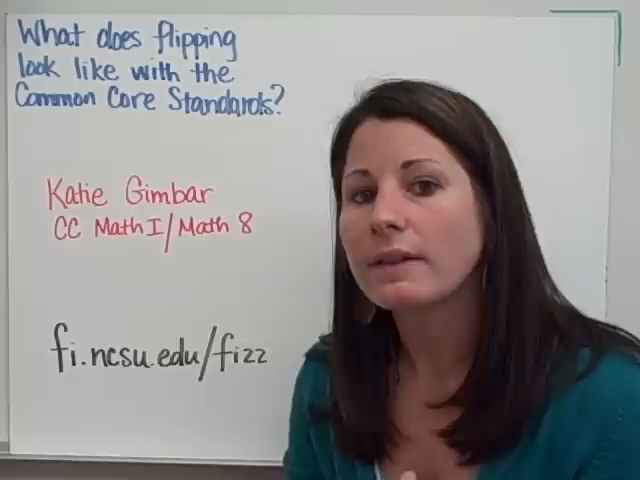 What does flipping
look like with the
Common Core Standards?
Katie Gimbar
CC Math I/Math 8
fi.ncsu.edu/fizz